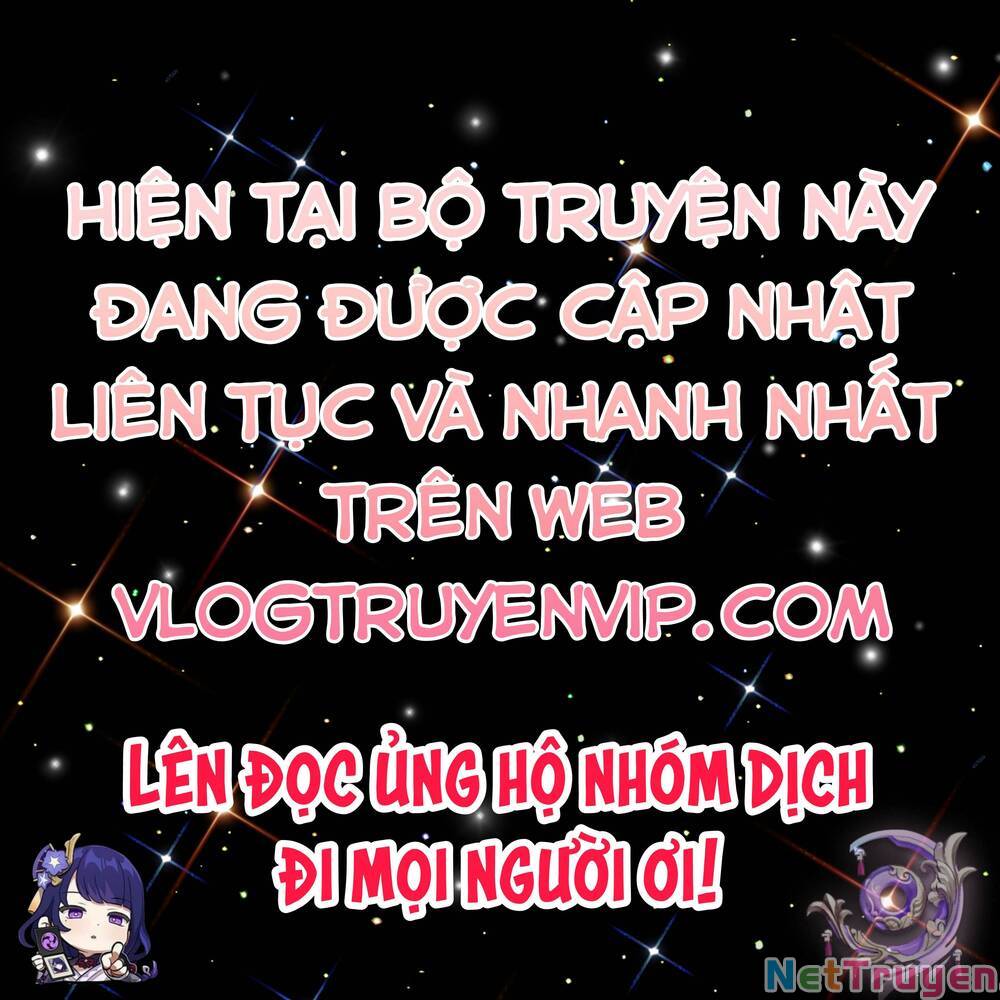 HIỆN TẠI BỘ TRUYỆN NÀY
ĐANG ĐƯỢC CẬP NHẬT
LIÊN TỤC VÀ NHANH NHẤT
TRÊN WEB
VLOGTRUYENVIP.COM
LÊN ĐỌC ỦNG HỘ NHÓM DỊCH
ĐI MỌI NGƯỜI ƠI!
NetTruyen